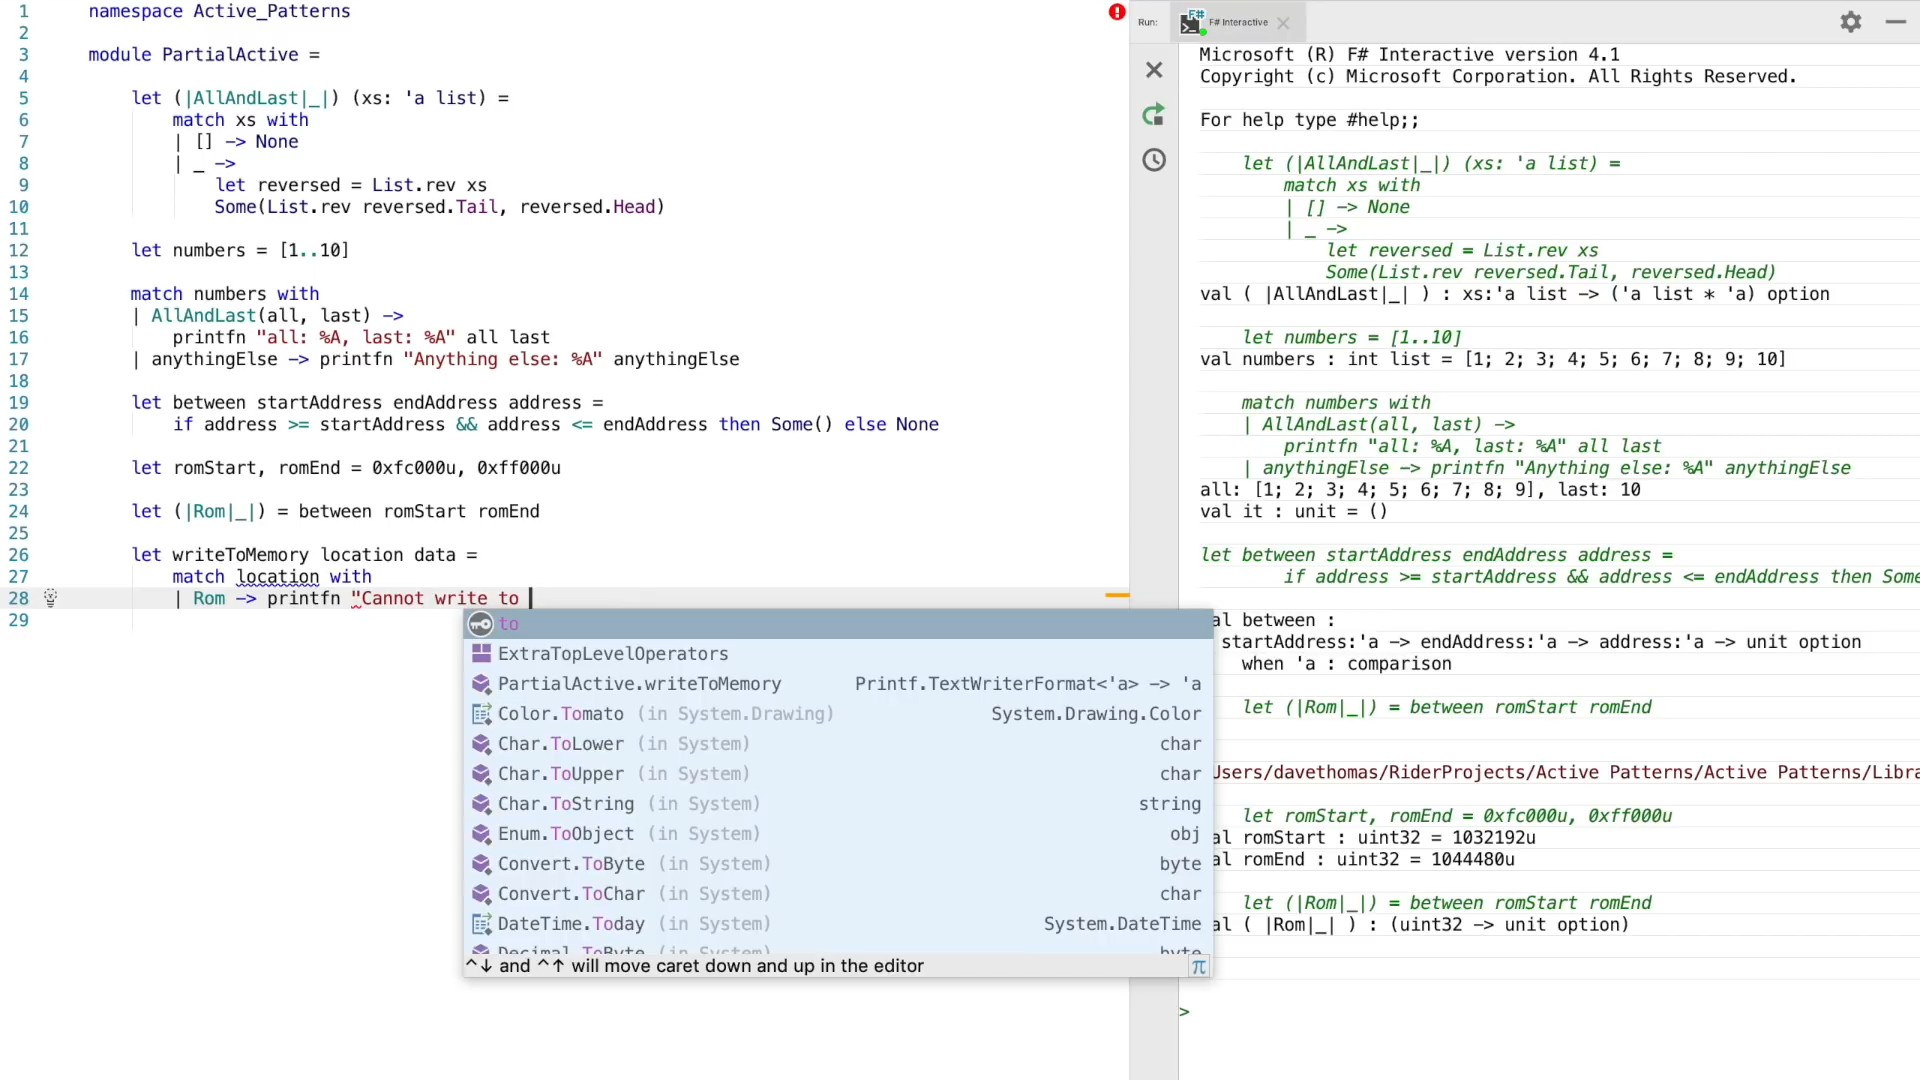 1 namespace Active_Patterns
2
3 module PartialActive =
4
5 let (|AllAndLast|_|) (xs: 'a list) =
6 match xs with
7 | [] -> None
8 | _ ->
9 let reversed = List.rev xs
10 Some(List.rev reversed.Tail, reversed.Head)
11
12 let numbers = [1..10]
13
14 match numbers with
15 | AllAndLast(all, last) ->
16 printfn "all: %A, last: %A" all last
17 | anythingElse -> printfn "Anything else: %A" anythingElse
18
19 let between startAddress endAddress address =
20 if address >= startAddress && address <= endAddress then Some() else None
21
22 let romStart, romEnd = 0xfc000u, 0xff000u
23
24 let (|Rom|_|) = between romStart romEnd
25
26 let writeToMemory location data =
27 match location with
28 | Rom -> printfn "Cannot write to
29
to
ExtraTopLevelOperators
PartialActive.writeToMemory Printf.TextWriterFormat<'a> -> 'a
Color.Tomato (in System.Drawing) System.Drawing.Color
Char.ToLower (in System) char
Char.ToUpper (in System) char
Char.ToString (in System) string
Enum.ToObject (in System) obj
Convert.ToByte (in System) byte
Convert.ToChar (in System) char
DateTime.Today (in System) System.DateTime
Decimal.ToByte (in System) byte
^↓ and ^↑ will move caret down and up in the editor π
Run: F# Interactive
Microsoft (R) F# Interactive version 4.1
Copyright (c) Microsoft Corporation. All Rights Reserved.
For help type #help;;
let (|AllAndLast|_|) (xs: 'a list) =
match xs with
| [] -> None
| _ ->
let reversed = List.rev xs
Some(List.rev reversed.Tail, reversed.Head)
val ( |AllAndLast|_| ) : xs:'a list -> ('a list * 'a) option
let numbers = [1..10]
val numbers : int list = [1; 2; 3; 4; 5; 6; 7; 8; 9; 10]
match numbers with
| AllAndLast(all, last) ->
printfn "all: %A, last: %A" all last
| anythingElse -> printfn "Anything else: %A" anythingElse
all: [1; 2; 3; 4; 5; 6; 7; 8; 9], last: 10
val it : unit = ()
let between startAddress endAddress address =
if address >= startAddress && address <= endAddress then Some
al between :
startAddress:'a -> endAddress:'a -> address:'a -> unit option
when 'a : comparison
let (|Rom|_|) = between romStart romEnd
Users/davethomas/RiderProjects/Active Patterns/Active Patterns/Libra
let romStart, romEnd = 0xfc000u, 0xff000u
al romStart : uint32 = 1032192u
al romEnd : uint32 = 1044480u
let (|Rom|_|) = between romStart romEnd
al ( |Rom|_| ) : (uint32 -> unit option)
>